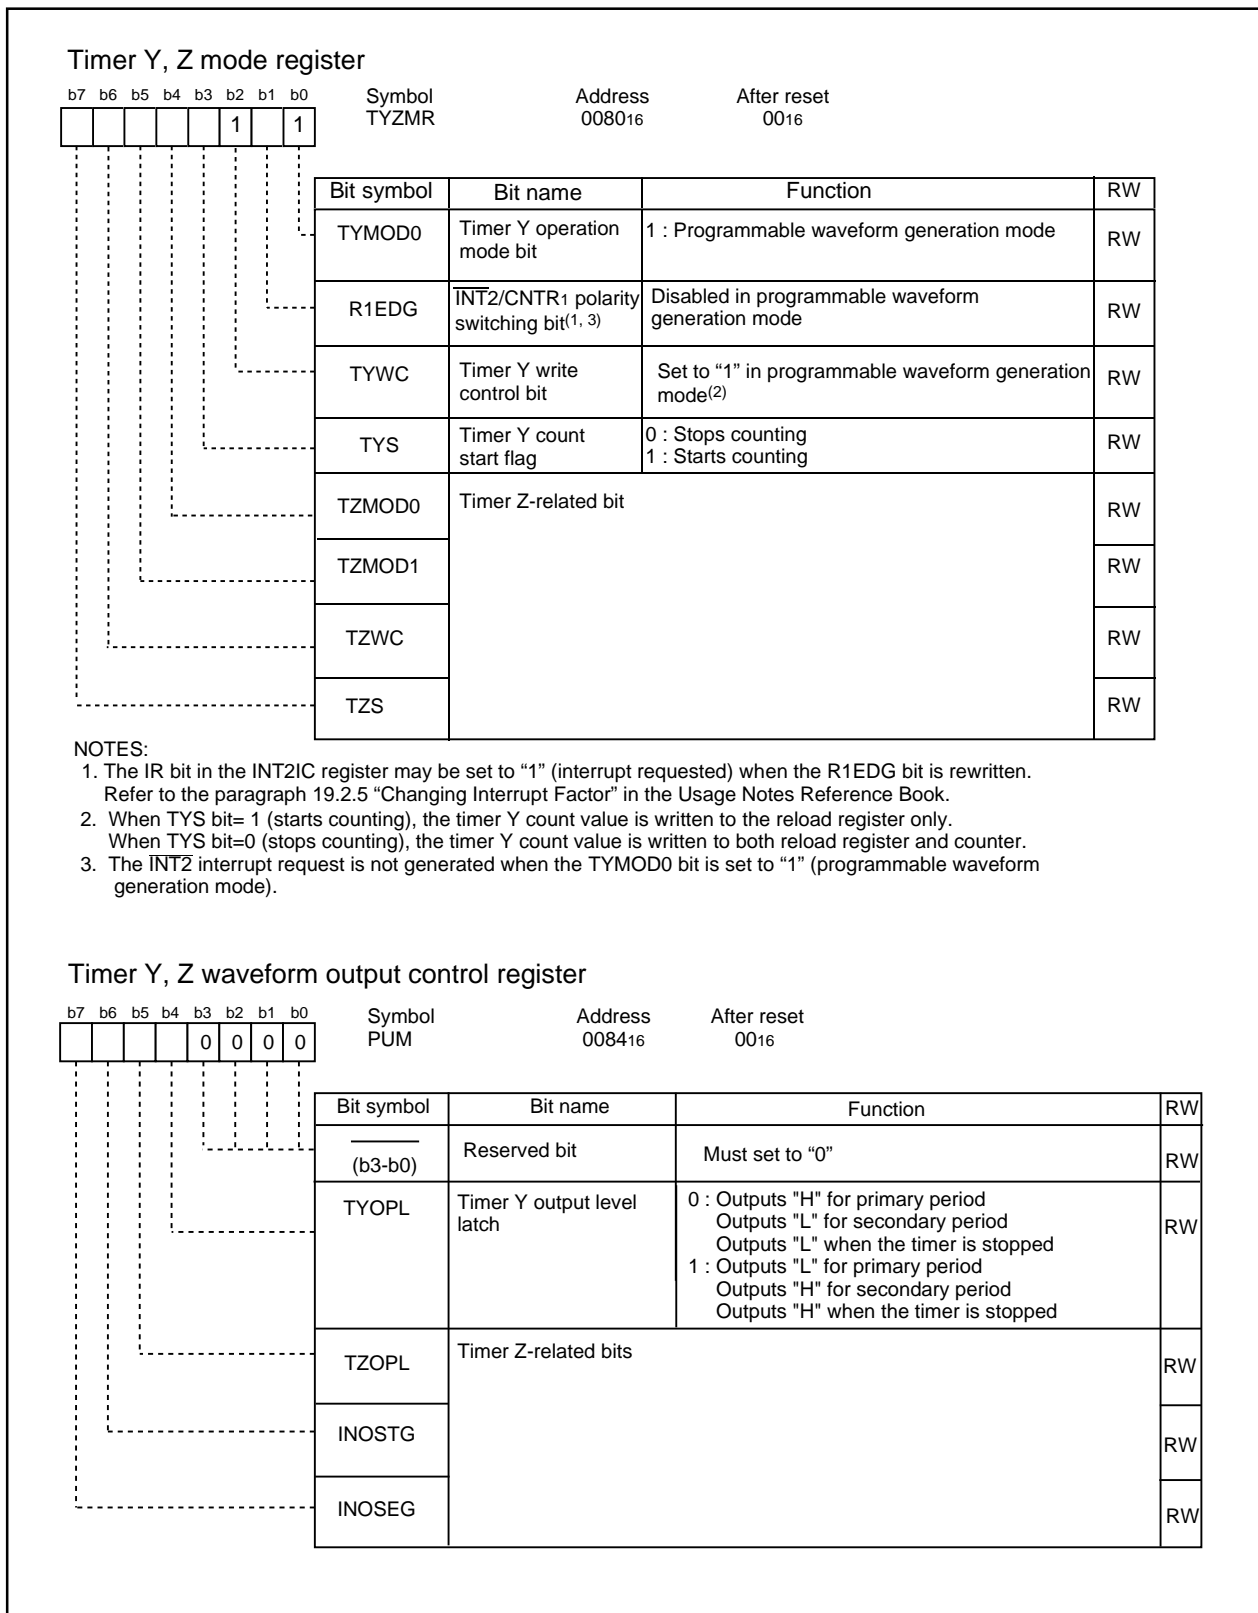 Timer Y, Z mode register
b7 b6 b5 b4 b3 b2 b1 b0
Symbol Address After reset
1 1 TYZMR 008016 0016
Bit symbol Bit name Function RW
TYMOD0 Timer Y operation mode bit 1 : Programmable waveform generation mode RW
R1EDG INT2/CNTR1 polarity switching bit(1, 3) Disabled in programmable waveform generation mode RW
TYWC Timer Y write control bit Set to “1” in programmable waveform generation mode(2) RW
TYS Timer Y count start flag 0 : Stops counting 1 : Starts counting RW
TZMOD0 Timer Z-related bit RW
TZMOD1 RW
TZWC RW
TZS RW
NOTES:
1. The IR bit in the INT2IC register may be set to “1” (interrupt requested) when the R1EDG bit is rewritten.
Refer to the paragraph 19.2.5 “Changing Interrupt Factor” in the Usage Notes Reference Book.
2. When TYS bit= 1 (starts counting), the timer Y count value is written to the reload register only.
When TYS bit=0 (stops counting), the timer Y count value is written to both reload register and counter.
3. The INT2 interrupt request is not generated when the TYMOD0 bit is set to “1” (programmable waveform
generation mode).
Timer Y, Z waveform output control register
b7 b6 b5 b4 b3 b2 b1 b0
Symbol Address After reset
0 0 0 0 PUM 008416 0016
Bit symbol Bit name Function RW
(b3-b0) Reserved bit Must set to “0” RW
TYOPL Timer Y output level latch 0 : Outputs "H" for primary period
Outputs "L" for secondary period
Outputs "L" when the timer is stopped
1 : Outputs "L" for primary period
Outputs "H" for secondary period
Outputs "H" when the timer is stopped
RW
TZOPL Timer Z-related bits RW
INOSTG RW
INOSEG RW